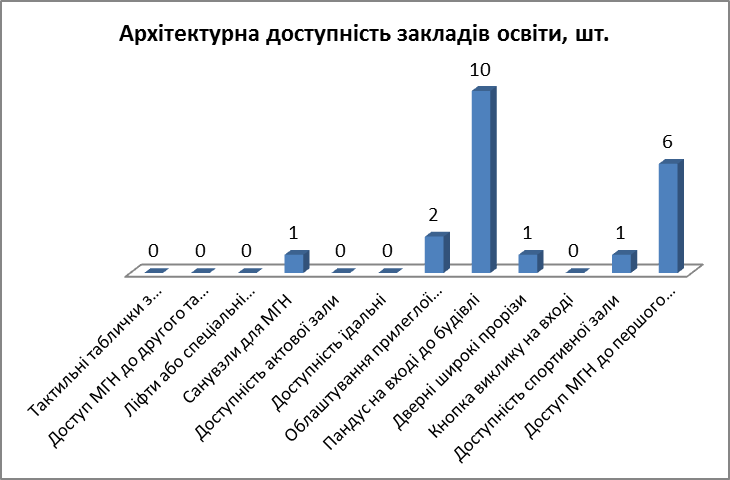 Архітектурна доступність закладів освіти, шт.
0
0
0
1
0
0
2
10
1
0
1
6
Тактильні таблички з...
Доступ МГН до другого та...
Ліфти або спеціальні...
Санузли для МГН
Доступність актової зали
Доступність їдальні
Облаштування прилеглої...
Пандус на вході до будівлі
Дверні широкі прорізи
Кнопка виклику на вході
Доступність спортивної зали
Доступ МГН до першого...